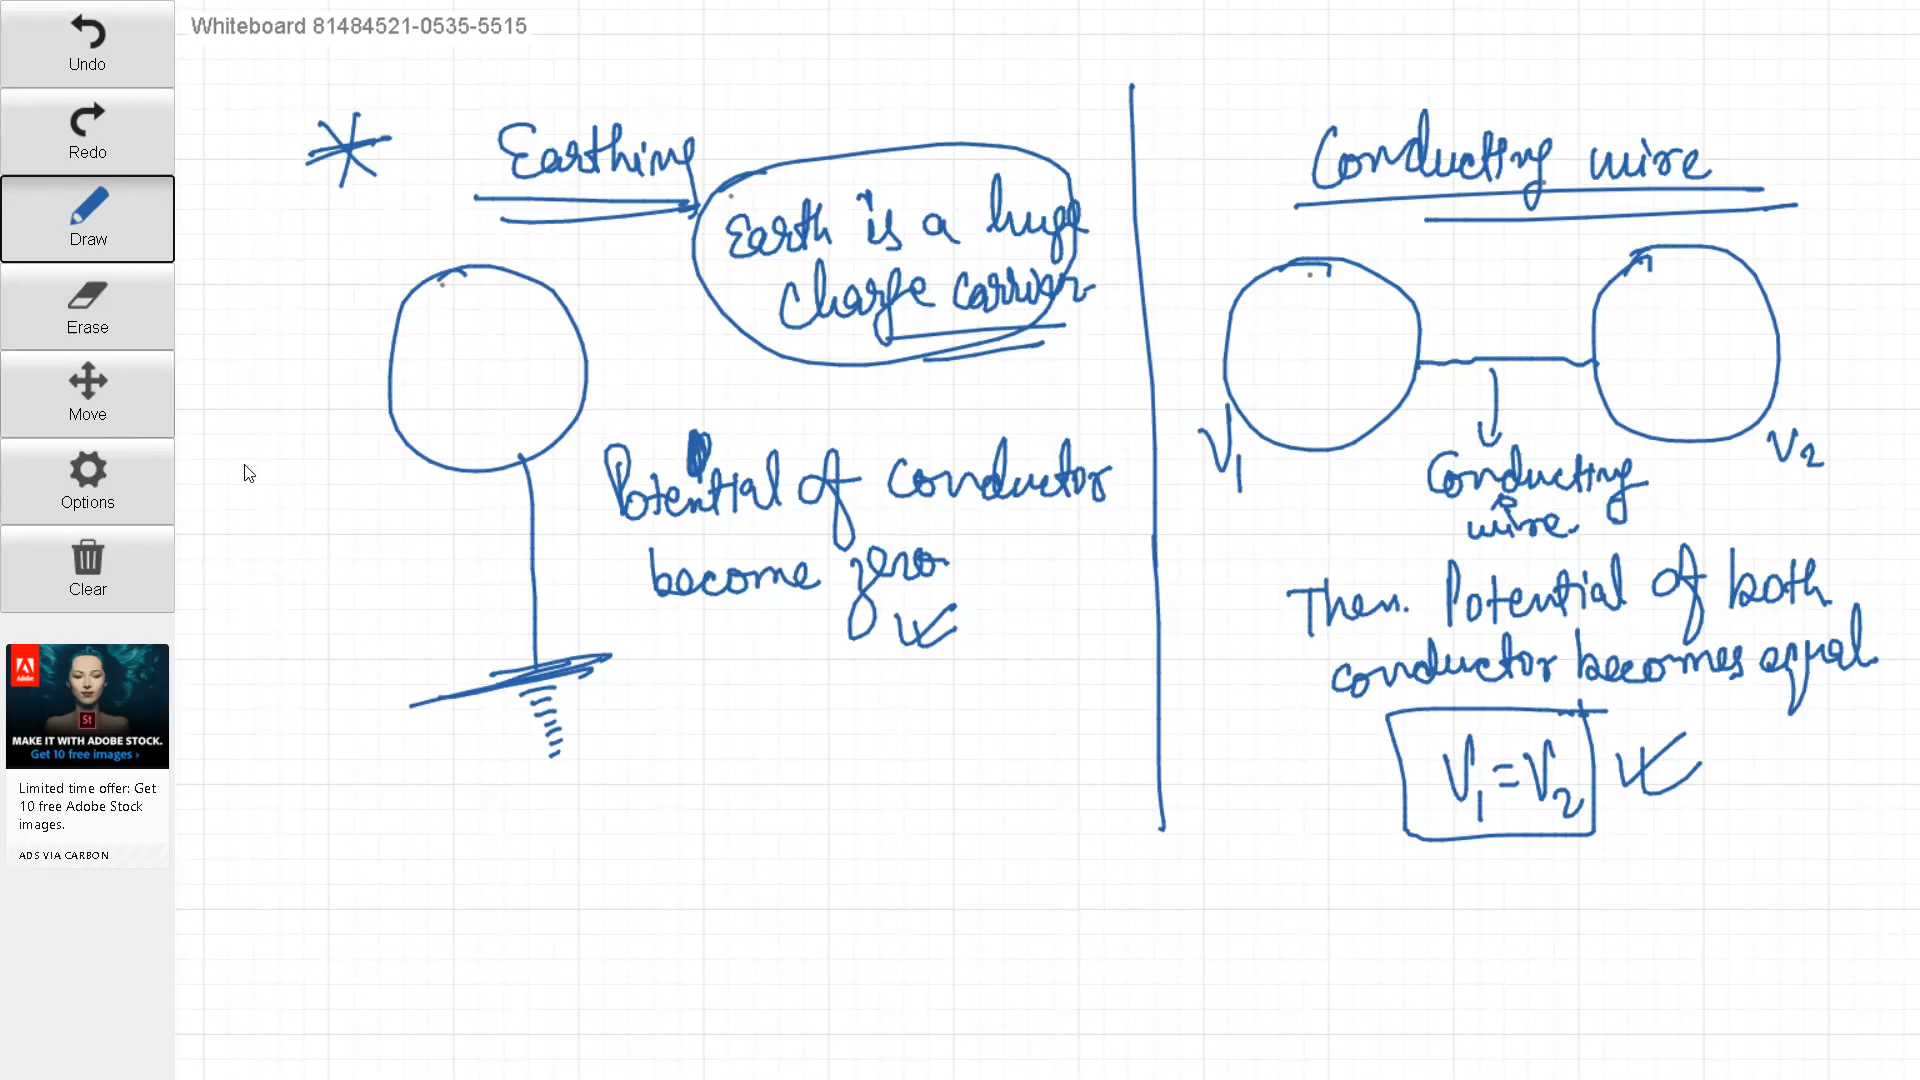 Whiteboard 81484521-0535-5515
Undo
Redo
Draw
Erase
Move
Options
Clear
Adobe
St
MAKE IT WITH ADOBE STOCK.
Get 10 free images ›
Limited time offer: Get
10 free Adobe Stock
images.
ADS VIA CARBON
Earthing
Earth is a huge
charge carrier
Potential of conductor
become zero
Conducting wire
V1
V2
Conducting
wire
Then. Potential of both
conductor becomes equal
V1 = V2